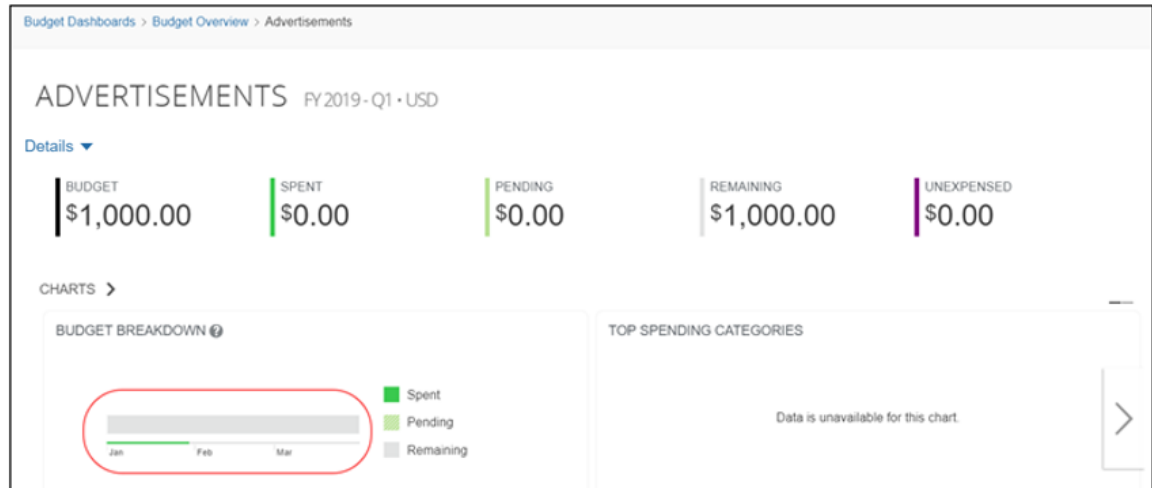 Budget Dashboards > Budget Overview > Advertisements
ADVERTISEMENTS FY 2019 - Q1 • USD
Details
BUDGET SPENT PENDING REMAINING UNEXPENSED
$1,000.00 $0.00 $0.00 $1,000.00 $0.00
CHARTS >
BUDGET BREAKDOWN ?
Spent
Pending
Remaining
Jan Feb Mar
TOP SPENDING CATEGORIES
Data is unavailable for this chart.